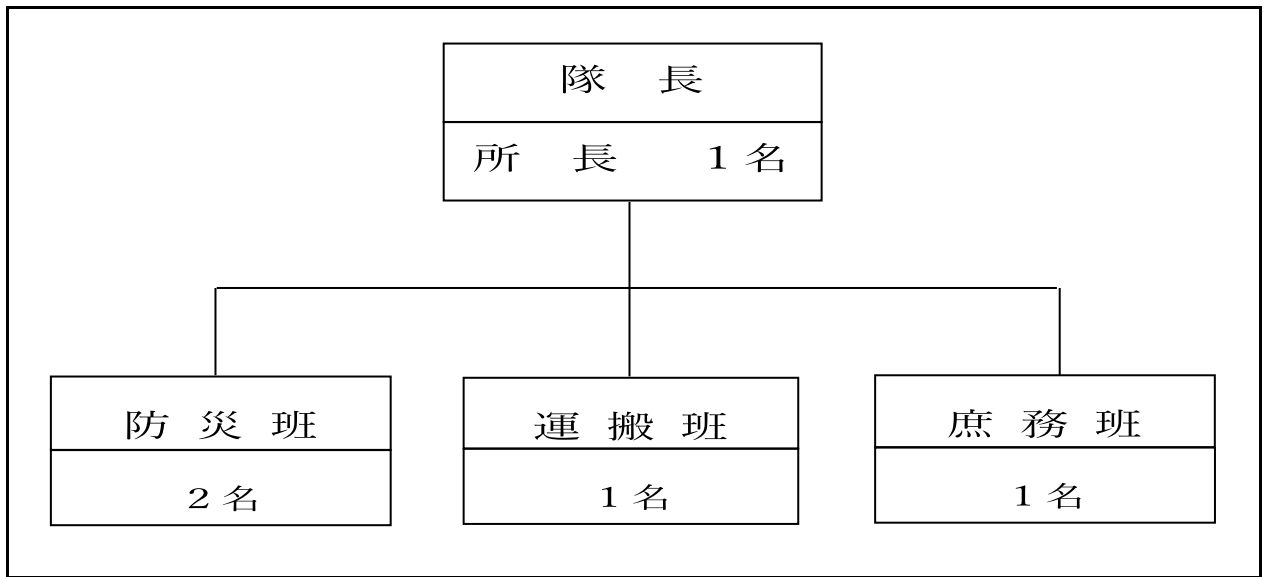 隊　長
所　長　　1 名
防 災 班
運 搬 班
庶 務 班
2 名
1 名
1 名